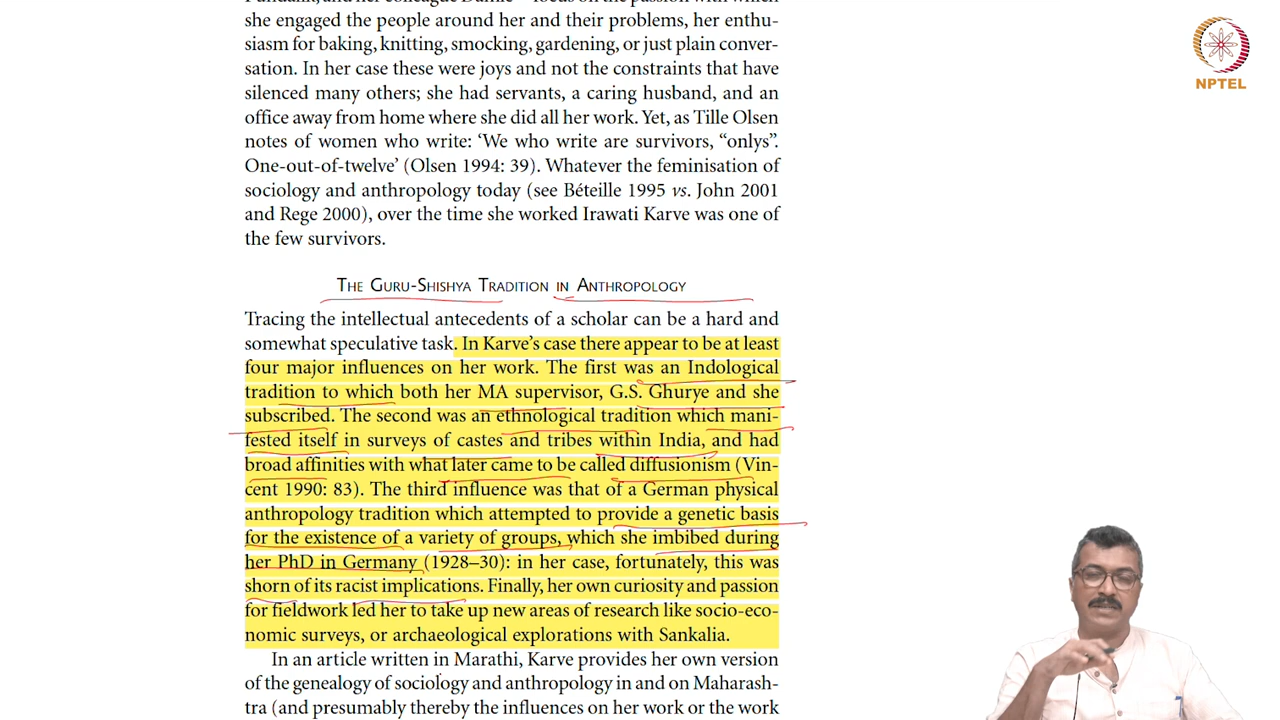 she engaged the people around her and their problems, her enthu-
siasm for baking, knitting, smocking, gardening, or just plain conver-
sation. In her case these were joys and not the constraints that have
silenced many others; she had servants, a caring husband, and an
office away from home where she did all her work. Yet, as Tille Olsen
notes of women who write: ‘We who write are survivors, “onlys”.
One-out-of-twelve’ (Olsen 1994: 39). Whatever the feminisation of
sociology and anthropology today (see Béteille 1995 vs. John 2001
and Rege 2000), over the time she worked Irawati Karve was one of
the few survivors.
The Guru-Shishya Tradition in Anthropology
Tracing the intellectual antecedents of a scholar can be a hard and
somewhat speculative task. In Karve’s case there appear to be at least
four major influences on her work. The first was an Indological
tradition to which both her MA supervisor, G.S. Ghurye and she
subscribed. The second was an ethnological tradition which mani-
fested itself in surveys of castes and tribes within India, and had
broad affinities with what later came to be called diffusionism (Vin-
cent 1990: 83). The third influence was that of a German physical
anthropology tradition which attempted to provide a genetic basis
for the existence of a variety of groups, which she imbibed during
her PhD in Germany (1928–30): in her case, fortunately, this was
shorn of its racist implications. Finally, her own curiosity and passion
for fieldwork led her to take up new areas of research like socio-eco-
nomic surveys, or archaeological explorations with Sankalia.
In an article written in Marathi, Karve provides her own version
of the genealogy of sociology and anthropology in and on Maharash-
tra (and presumably thereby the influences on her work or the work
NPTEL